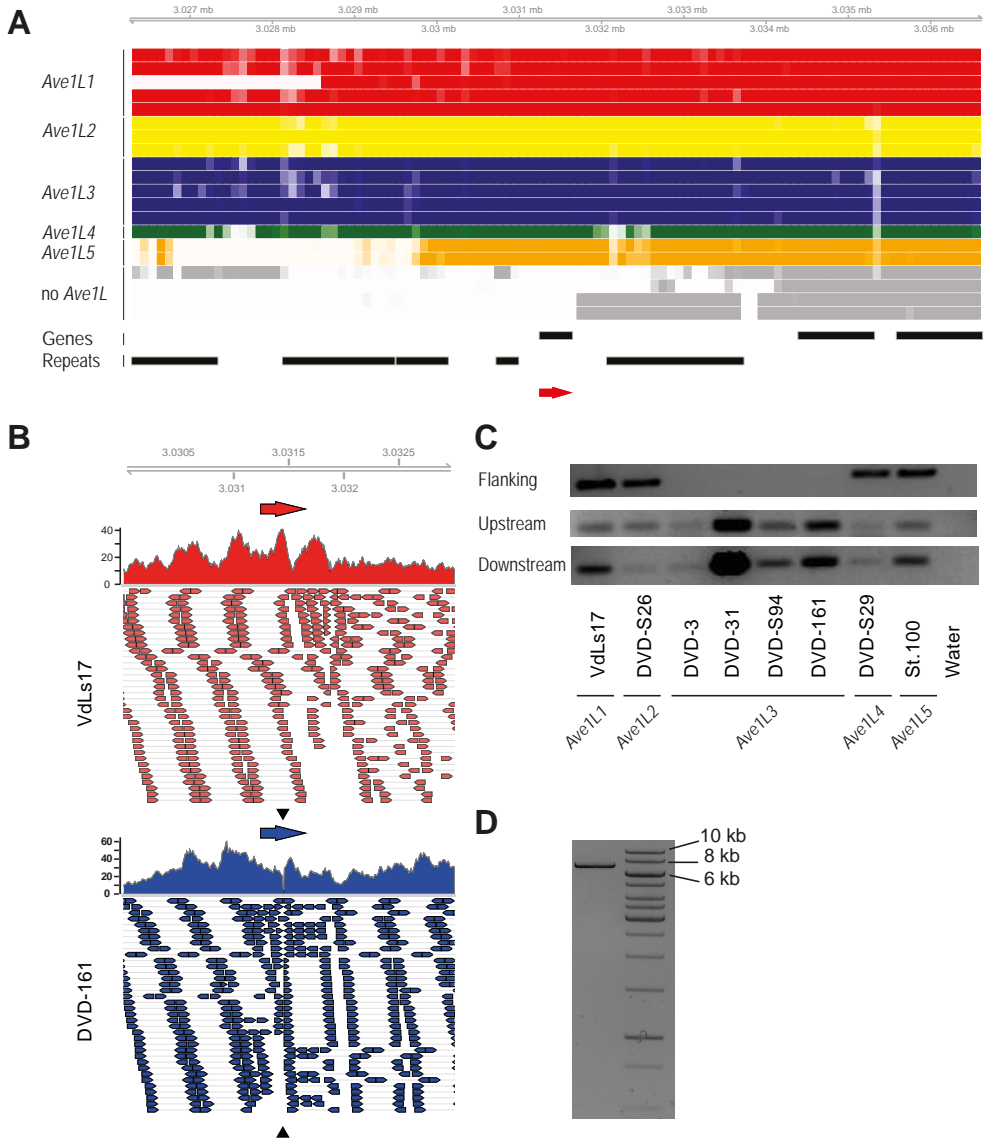 A
3.027 mb
3.029 mb
3.031 mb
3.033 mb
3.035 mb
3.028 mb
3.03 mb
3.032 mb
3.034 mb
3.036 mb
Ave1L1
Ave1L2
Ave1L3
Ave1L4
Ave1L5
no Ave1L
Genes
Repeats
B
3.0305
3.0315
3.0325
3.031
3.032
40
20
0
VdLs17
60
40
20
0
DVD-161
C
Flanking
Upstream
Downstream
VdLs17
DVD-S26
DVD-3
DVD-31
DVD-S94
DVD-161
DVD-S29
St.100
Water
Ave1L1
Ave1L2
Ave1L3
Ave1L4
Ave1L5
D
10 kb
8 kb
6 kb